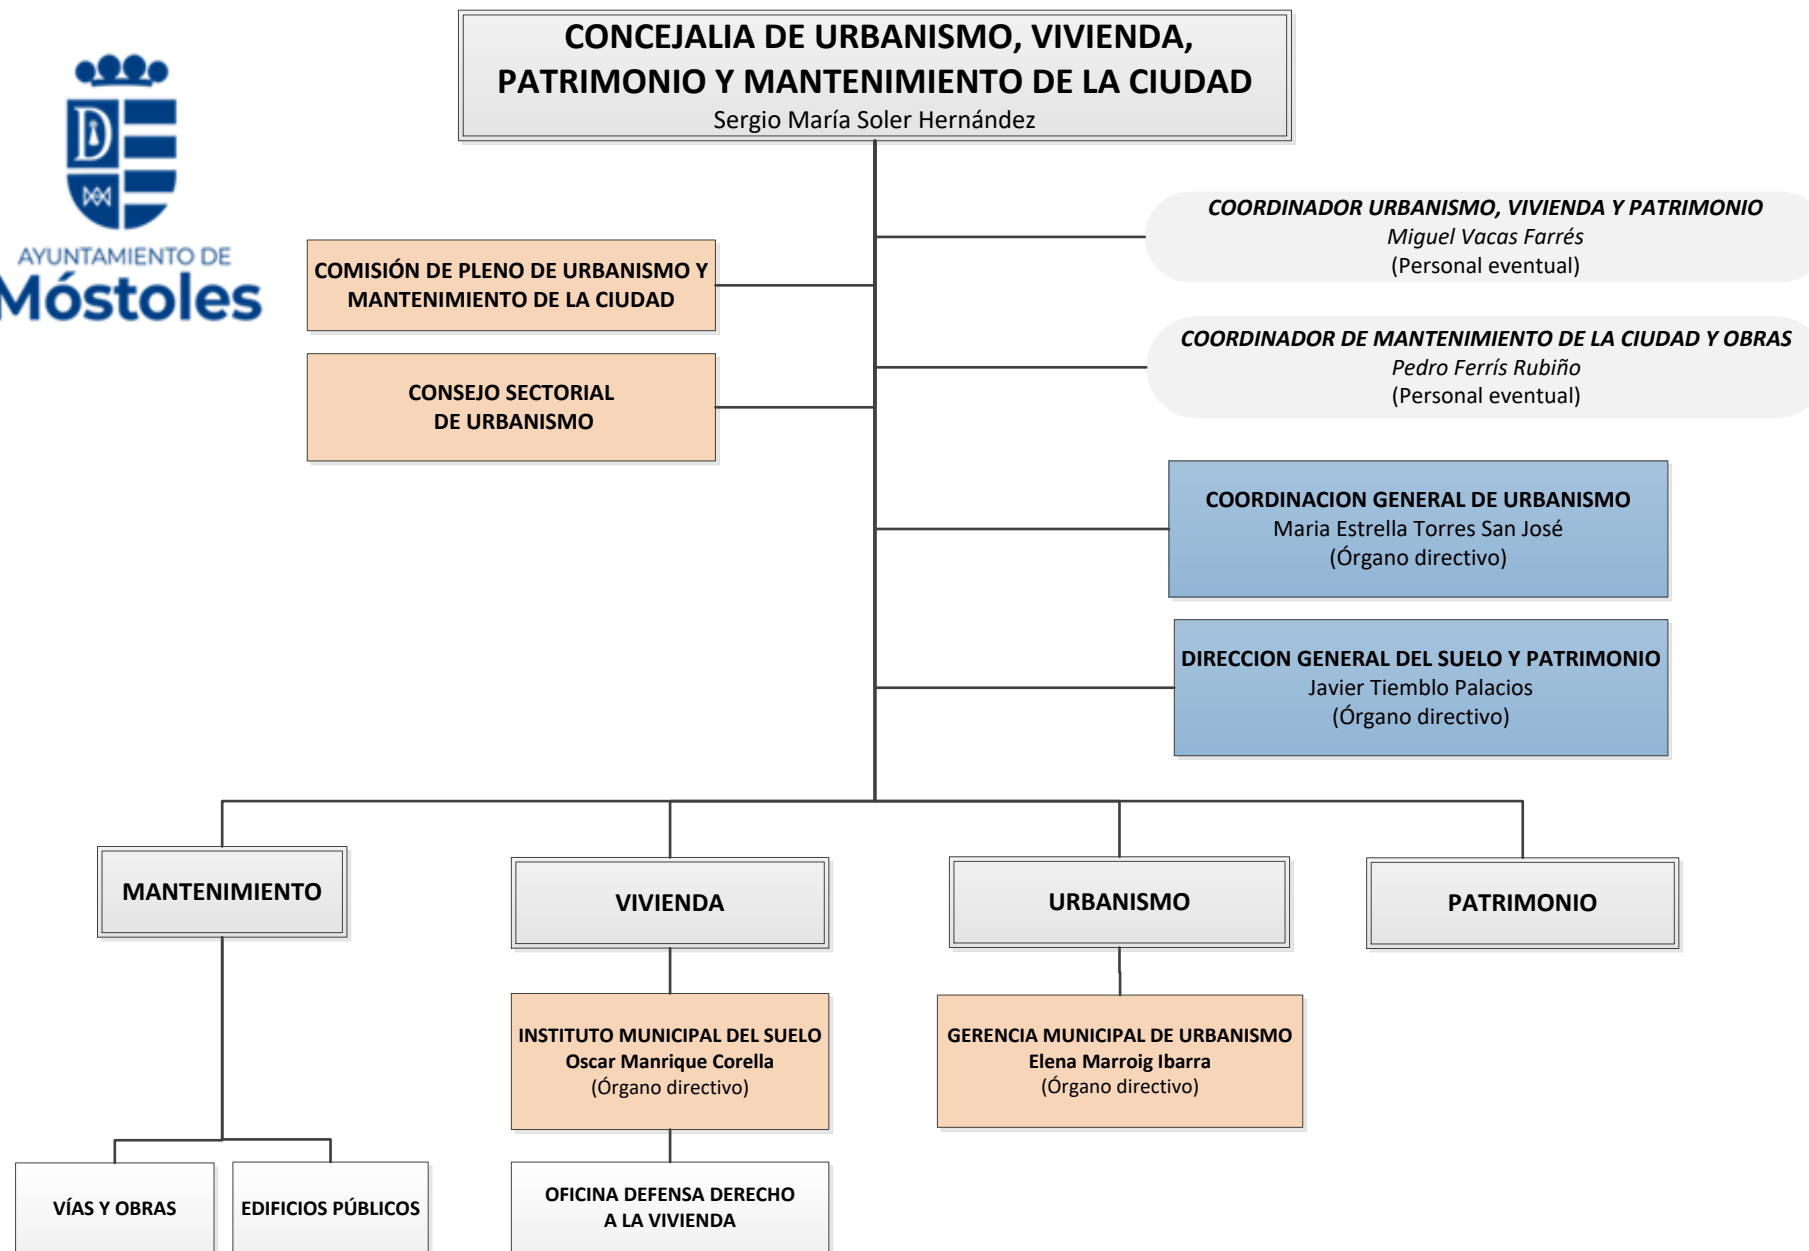 CONCEJALIA DE URBANISMO, VIVIENDA,
PATRIMONIO Y MANTENIMIENTO DE LA CIUDAD
Sergio María Soler Hernández
D
AYUNTAMIENTO DE
Móstoles
COORDINADOR URBANISMO, VIVIENDA Y PATRIMONIO
Miguel Vacas Farrés
(Personal eventual)
COMISIÓN DE PLENO DE URBANISMO Y
MANTENIMIENTO DE LA CIUDAD
COORDINADOR DE MANTENIMIENTO DE LA CIUDAD Y OBRAS
Pedro Ferrís Rubiño
(Personal eventual)
CONSEJO SECTORIAL
DE URBANISMO
COORDINACION GENERAL DE URBANISMO
Maria Estrella Torres San José
(Órgano directivo)
DIRECCION GENERAL DEL SUELO Y PATRIMONIO
Javier Tiemblo Palacios
(Órgano directivo)
MANTENIMIENTO
VIVIENDA
URBANISMO
PATRIMONIO
INSTITUTO MUNICIPAL DEL SUELO
Oscar Manrique Corella
(Órgano directivo)
GERENCIA MUNICIPAL DE URBANISMO
Elena Marroig Ibarra
(Órgano directivo)
VÍAS Y OBRAS
EDIFICIOS PÚBLICOS
OFICINA DEFENSA DERECHO
A LA VIVIENDA